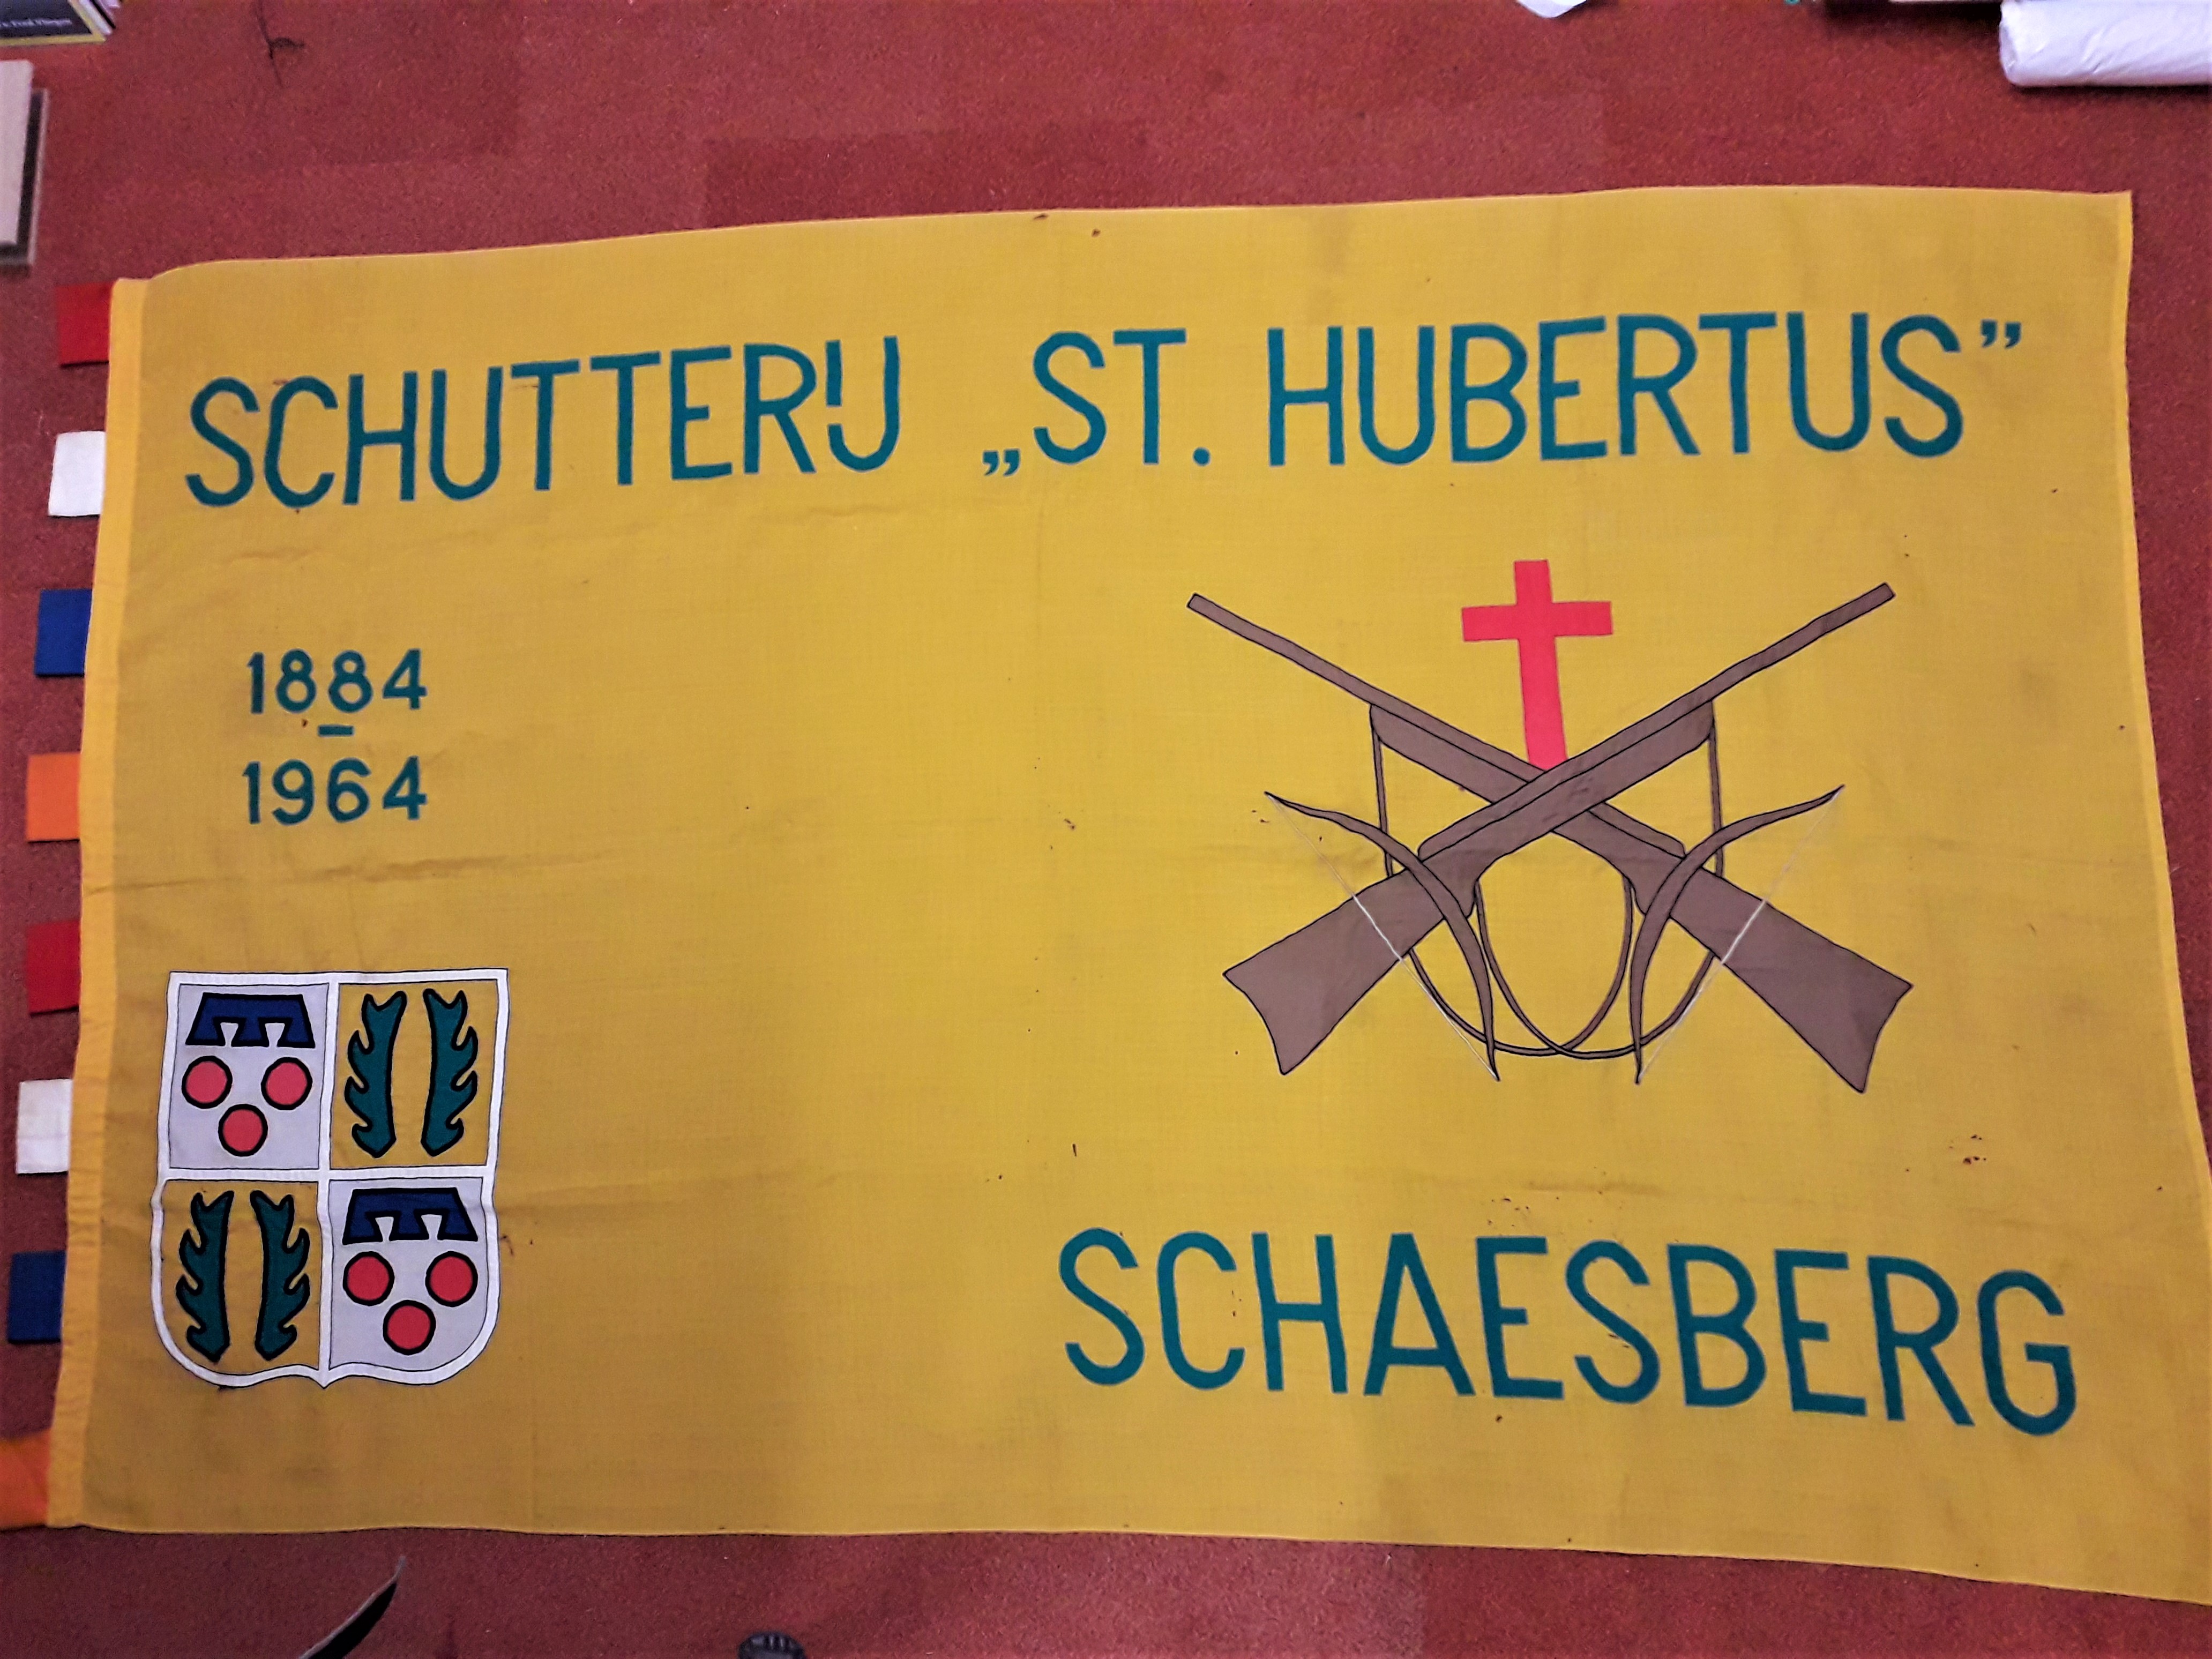 SCHUTTERIJ „ST. HUBERTUS”
1884
–
1964
SCHAESBERG